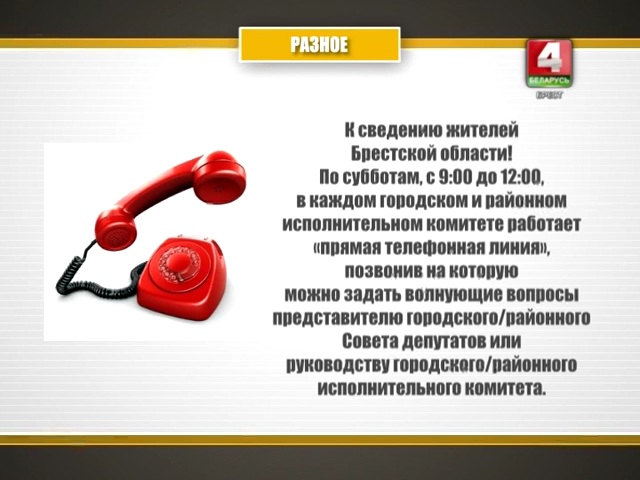 РАЗНОЕ
4
БЕЛАРУСЬ
БРЕСТ
К сведению жителей
Брестской области!
По субботам, с 9:00 до 12:00,
в каждом городском и районном
исполнительном комитете работает
«прямая телефонная линия»,
позвонив на которую
можно задать волнующие вопросы
представителю городского/районного
Совета депутатов или
руководству городского/районного
исполнительного комитета.